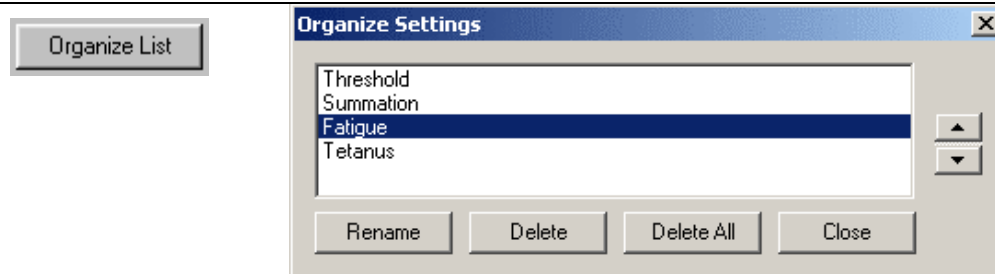 Organize List
Organize Settings
Threshold
Summation
Fatigue
Tetanus
Rename Delete Delete All Close